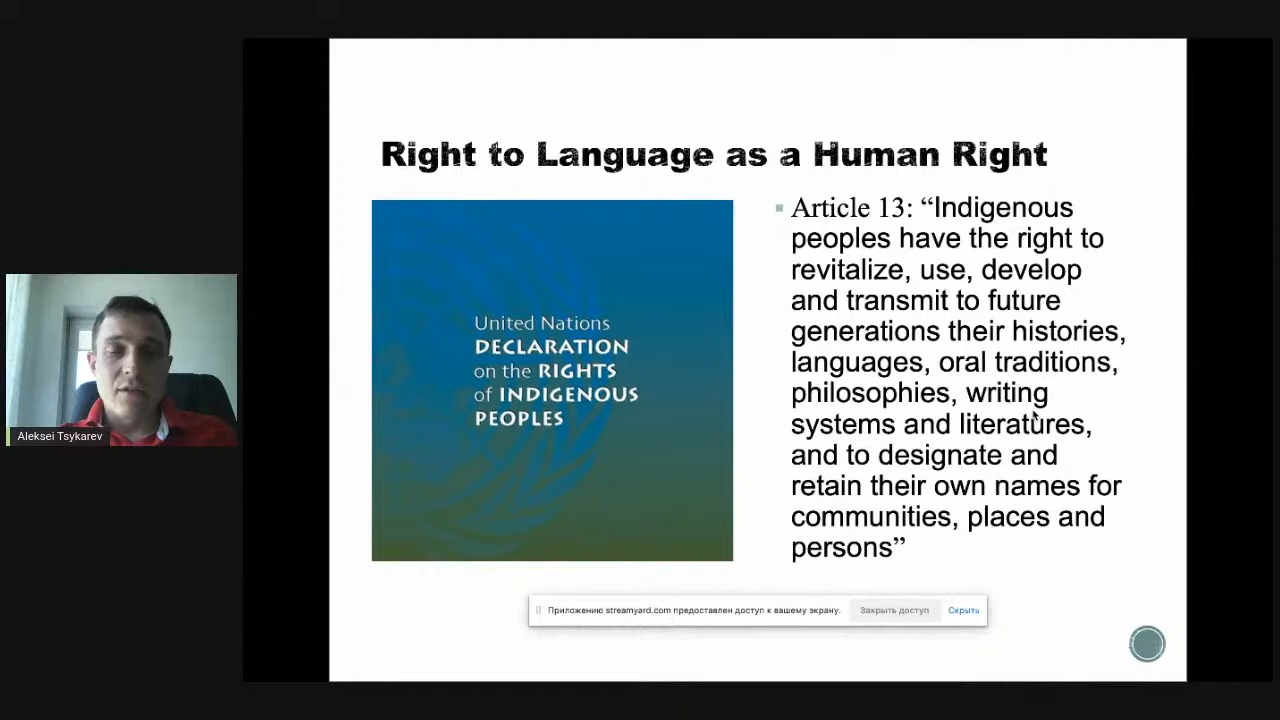 Right to Language as a Human Right
United Nations
DECLARATION
on the RIGHTS
of INDIGENOUS
PEOPLES
Article 13: “Indigenous
peoples have the right to
revitalize, use, develop
and transmit to future
generations their histories,
languages, oral traditions,
philosophies, writing
systems and literatures,
and to designate and
retain their own names for
communities, places and
persons”
Aleksei Tsykarev
Приложению streamyard.com предоставлен доступ к вашему экрану. Закрыть доступ Скрыть